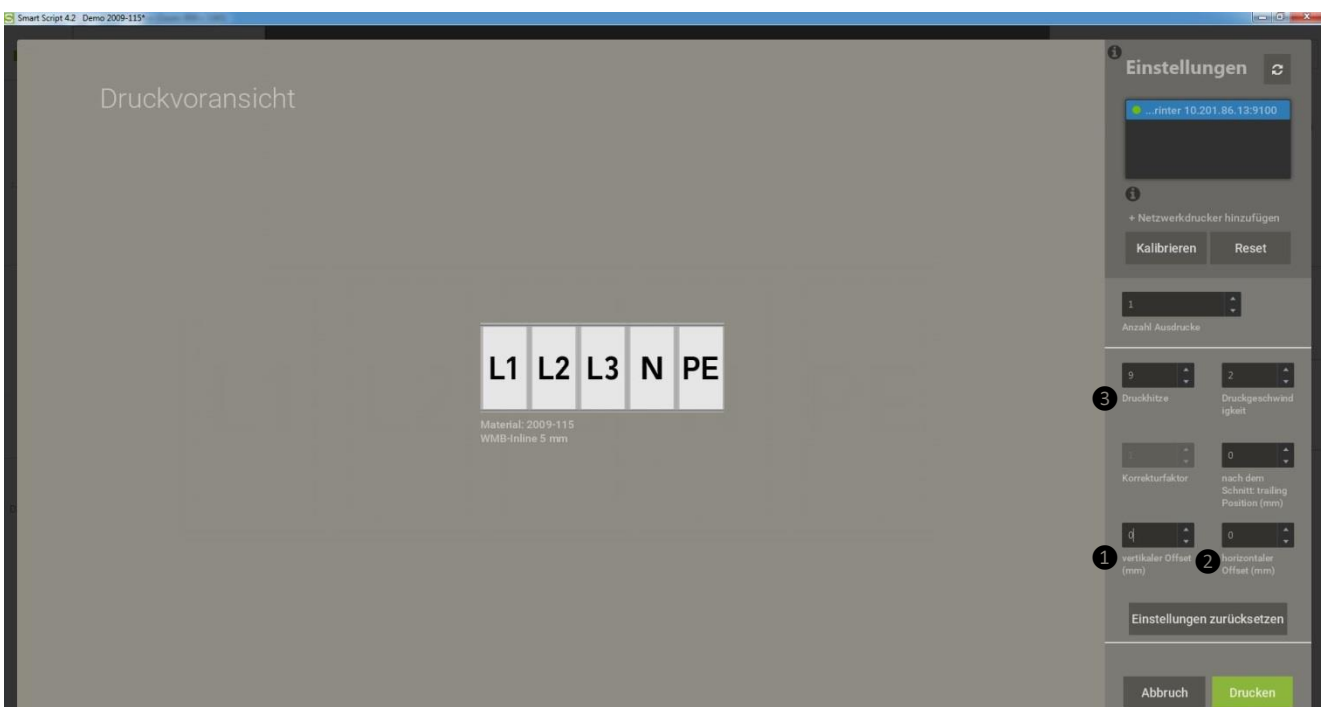 Smart Script 4.2 Demo 2009-115*
Druckvoransicht
L1 L2 L3 N PE
Material: 2009-115
WMB-Inline 5 mm
Einstellungen
...rinter 10.201.86.13:9100
+ Netzwerkdrucker hinzufügen
Kalibrieren Reset
1
Anzahl Ausdrucke
9 2
3 Druckhitze
Druckgeschwind
igkeit
1 0
Korrekturfaktor
nach dem
Schnitt: trailing
Position (mm)
0 0
1 vertikaler Offset
(mm)
2 horizontaler
Offset (mm)
Einstellungen zurücksetzen
Abbruch Drucken